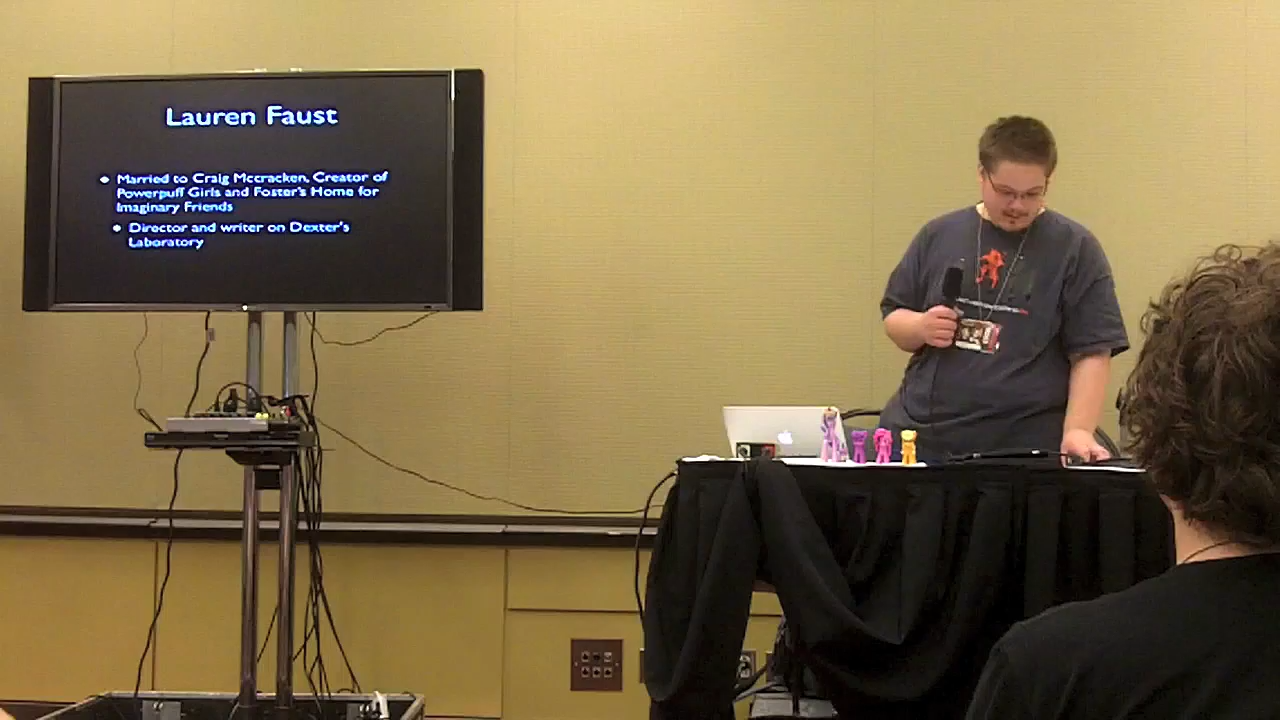 Lauren Faust
Married to Craig Mccracken, Creator of
Powerpuff Girls and Foster's Home for
Imaginary Friends
Director and writer on Dexter's
Laboratory